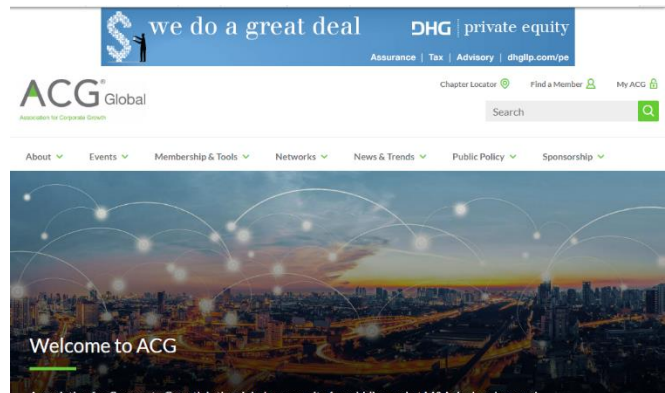 we do a great deal
DHG private equity
Assurance | Tax | Advisory | dhgllp.com/pe
Chapter Locator Find a Member My ACG
ACG® Global
Association for Corporate Growth
Search
About Events Membership & Tools Networks News & Trends Public Policy Sponsorship
Welcome to ACG